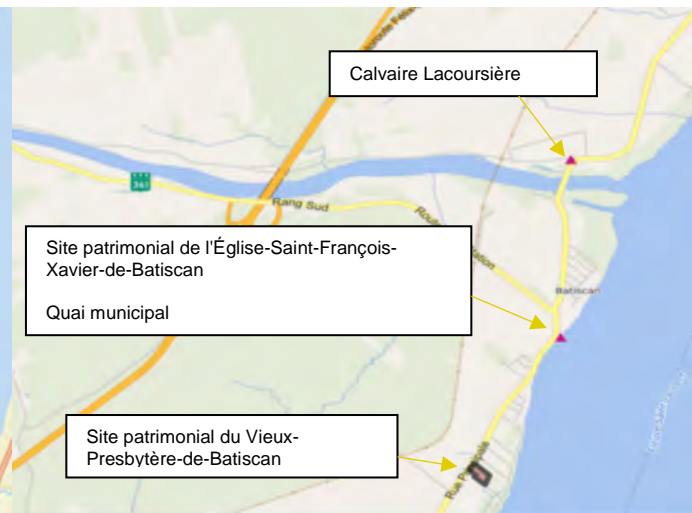 Calvaire Lacoursière
361
Rang Sud
Site patrimonial de l'Église-Saint-François-
Xavier-de-Batiscan
Quai municipal
Batiscan
Site patrimonial du Vieux-
Presbytère-de-Batiscan